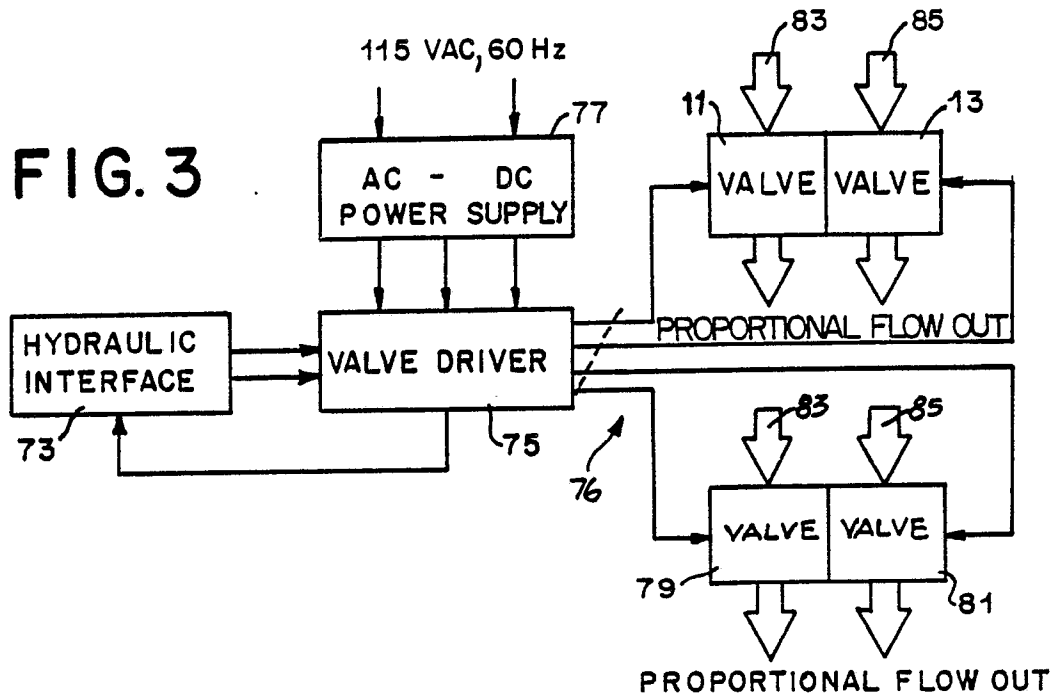 FIG. 3
115 VAC, 60 Hz
77
AC - DC
POWER SUPPLY
83
85
11
13
VALVE
VALVE
PROPORTIONAL FLOW OUT
HYDRAULIC
INTERFACE
73
VALVE DRIVER
75
76
83
85
VALVE
VALVE
79
81
PROPORTIONAL FLOW OUT